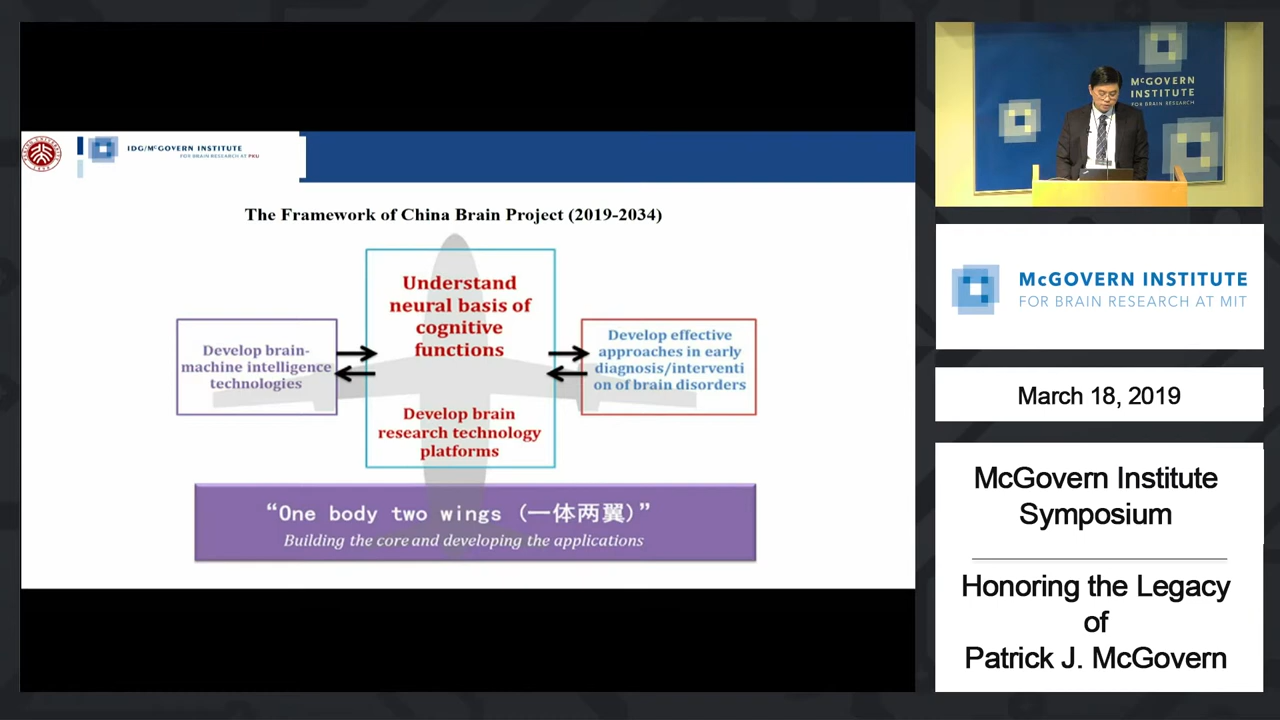 IDG/McGOVERN INSTITUTE
FOR BRAIN RESEARCH AT PKU
The Framework of China Brain Project (2019-2034)
Understand
neural basis of
cognitive
functions
Develop brain
research technology
platforms
Develop brain-
machine intelligence
technologies
Develop effective
approaches in early
diagnosis/interventi
on of brain disorders
“One body two wings (一体两翼)”
Building the core and developing the applications
McGOVERN
INSTITUTE
FOR BRAIN RESEARCH
McGOVERN INSTITUTE
FOR BRAIN RESEARCH AT MIT
March 18, 2019
McGovern Institute
Symposium
Honoring the Legacy
of
Patrick J. McGovern